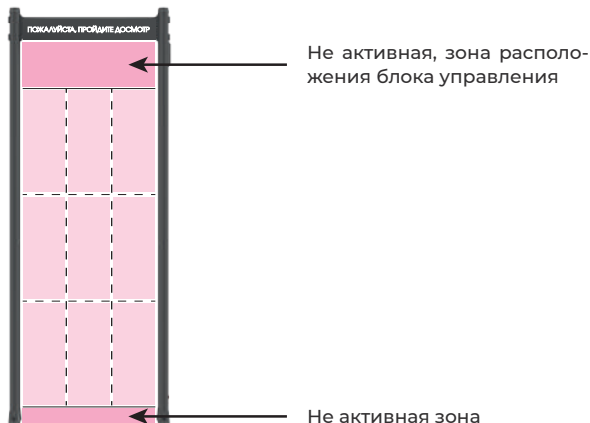 ПОЖАЛУЙСТА, ПРОЙДИТЕ ДОСМОТР
Не активная, зона располо-
жения блока управления
Не активная зона